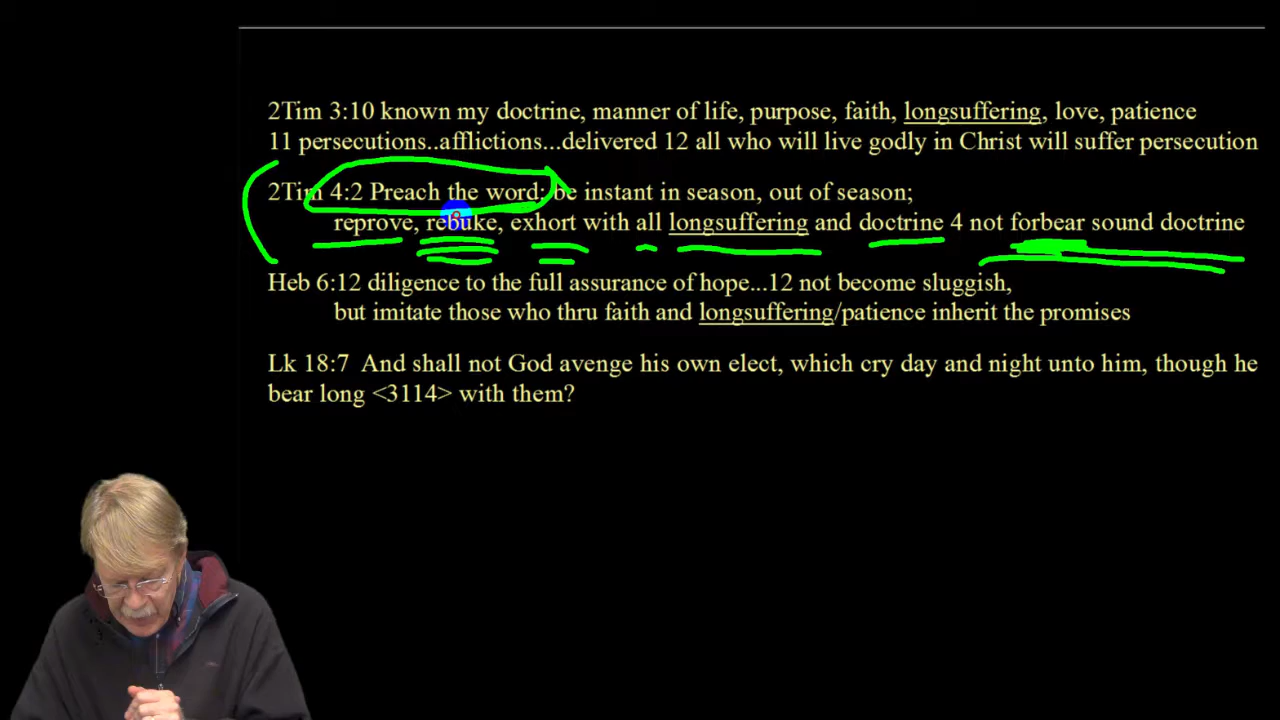 2Tim 3:10 known my doctrine, manner of life, purpose, faith, longsuffering, love, patience
11 persecutions..afflictions...delivered 12 all who will live godly in Christ will suffer persecution
2Tim 4:2 Preach the word; be instant in season, out of season;
reprove, rebuke, exhort with all longsuffering and doctrine 4 not forbear sound doctrine
Heb 6:12 diligence to the full assurance of hope...12 not become sluggish,
but imitate those who thru faith and longsuffering/patience inherit the promises
Lk 18:7 And shall not God avenge his own elect, which cry day and night unto him, though he
bear long <3114> with them?